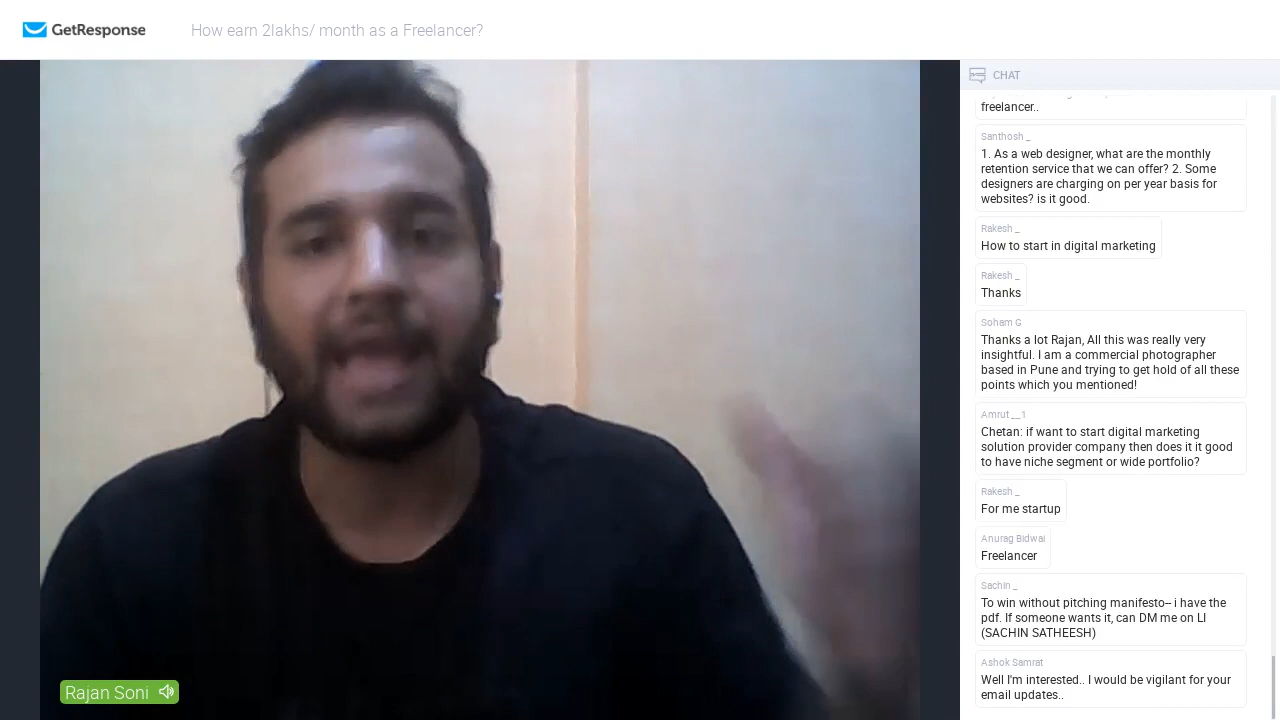 GetResponse
How earn 2lakhs/ month as a Freelancer?
CHAT
freelancer..
Santhosh _
1. As a web designer, what are the monthly
retention service that we can offer? 2. Some
designers are charging on per year basis for
websites? is it good.
Rakesh _
How to start in digital marketing
Rakesh _
Thanks
Soham G
Thanks a lot Rajan, All this was really very
insightful. I am a commercial photographer
based in Pune and trying to get hold of all these
points which you mentioned!
Amrut __1
Chetan: if want to start digital marketing
solution provider company then does it it good
to have niche segment or wide portfolio?
Rakesh _
For me startup
Anurag Bidwai
Freelancer
Sachin _
To win without pitching manifesto-- i have the
pdf. If someone wants it, can DM me on LI
(SACHIN SATHEESH)
Ashok Samrat
Well I'm interested.. I would be vigilant for your
email updates..
Rajan Soni